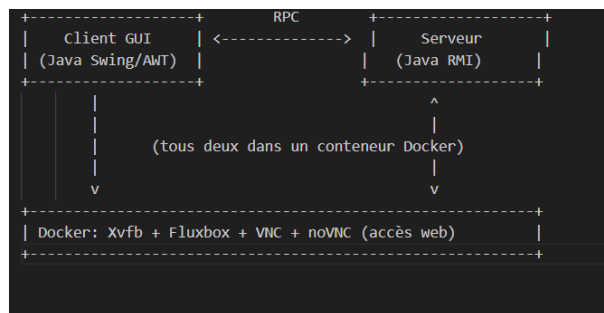 +-------------------+        RPC        +-------------------+
|    Client GUI     | <--------------> |     Serveur       |
| (Java Swing/AWT)  |                  |   (Java RMI)      |
+-------------------+                  +-------------------+
|                                         ^
|                                         |
|     (tous deux dans un conteneur Docker)
|                                         |
v                                         v
+-----------------------------------------------------------+
| Docker: Xvfb + Fluxbox + VNC + noVNC (accès web)          |
+-----------------------------------------------------------+